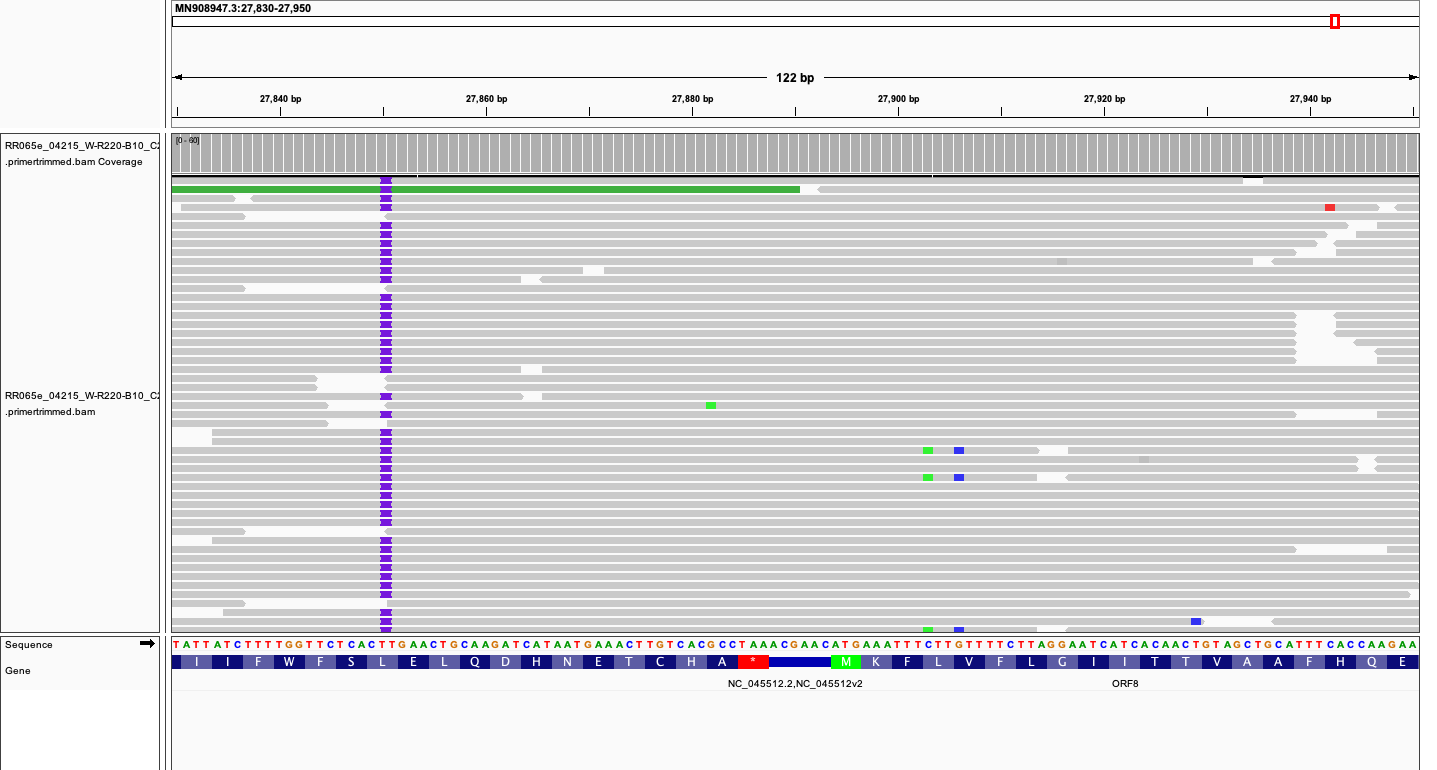 MN908947.3:27,830-27,950
122 bp
27,840 bp 27,860 bp 27,880 bp 27,900 bp 27,920 bp 27,940 bp
RR065e_04215_W-R220-B10_C
.primertrimmed.bam Coverage
[0 - 60]
RR065e_04215_W-R220-B10_C
.primertrimmed.bam
Sequence
TATTATCTTTTGGTTCTCACTTGAACTGCAAGATCATAATGAAACTTGTCACGCCTAAACGAACATGAAATTTCTTGTTTTCTTAGGAATCATCACAACTGTAGCTGCATTTCACCAAGAA
Gene
I I F W F S L E L Q D H N E T C H A * M K F L V F L G I I T T V A A F H Q E
NC_045512.2,NC_045512v2 ORF8